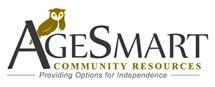 AGESMART
COMMUNITY RESOURCES
Providing Options for Independence